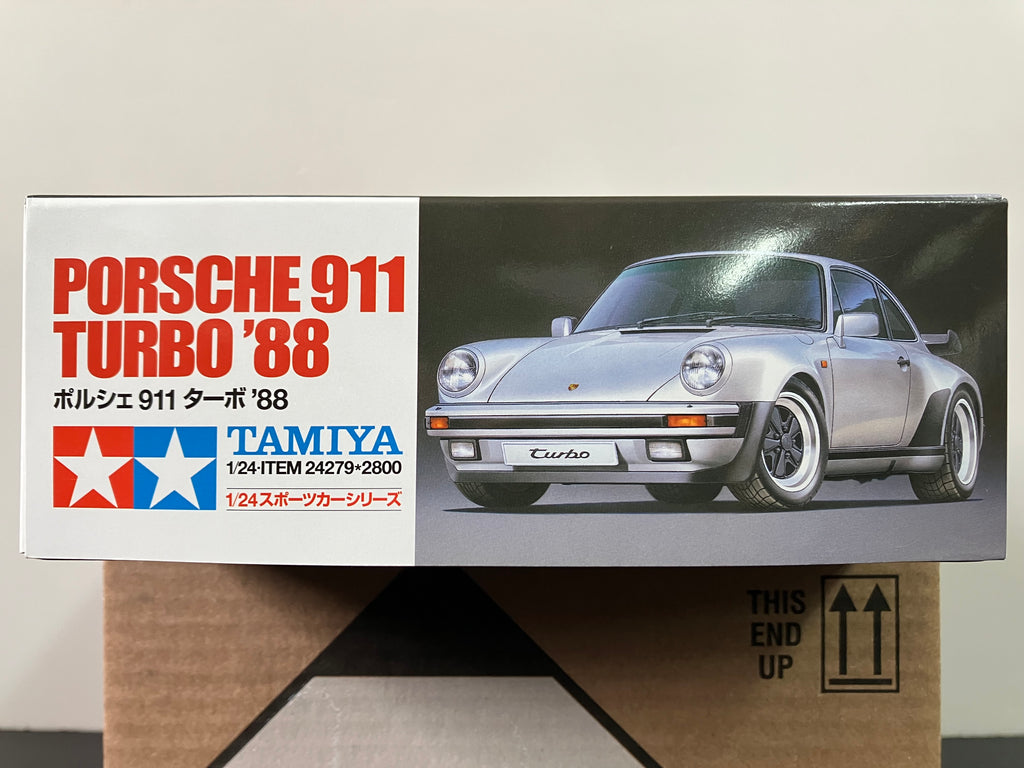 PORSCHE 911
TURBO '88
ポルシェ 911 ターボ '88
TAMIYA
1/24・ITEM 24279*2800
1/24スポーツカーシリーズ
Turbo
THIS
END
UP